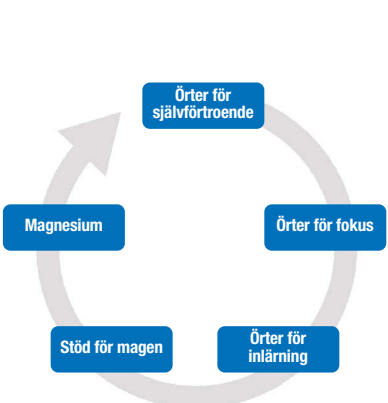 Örter för
självförtroende
Magnesium
Örter för fokus
Stöd för magen
Örter för
inlärning